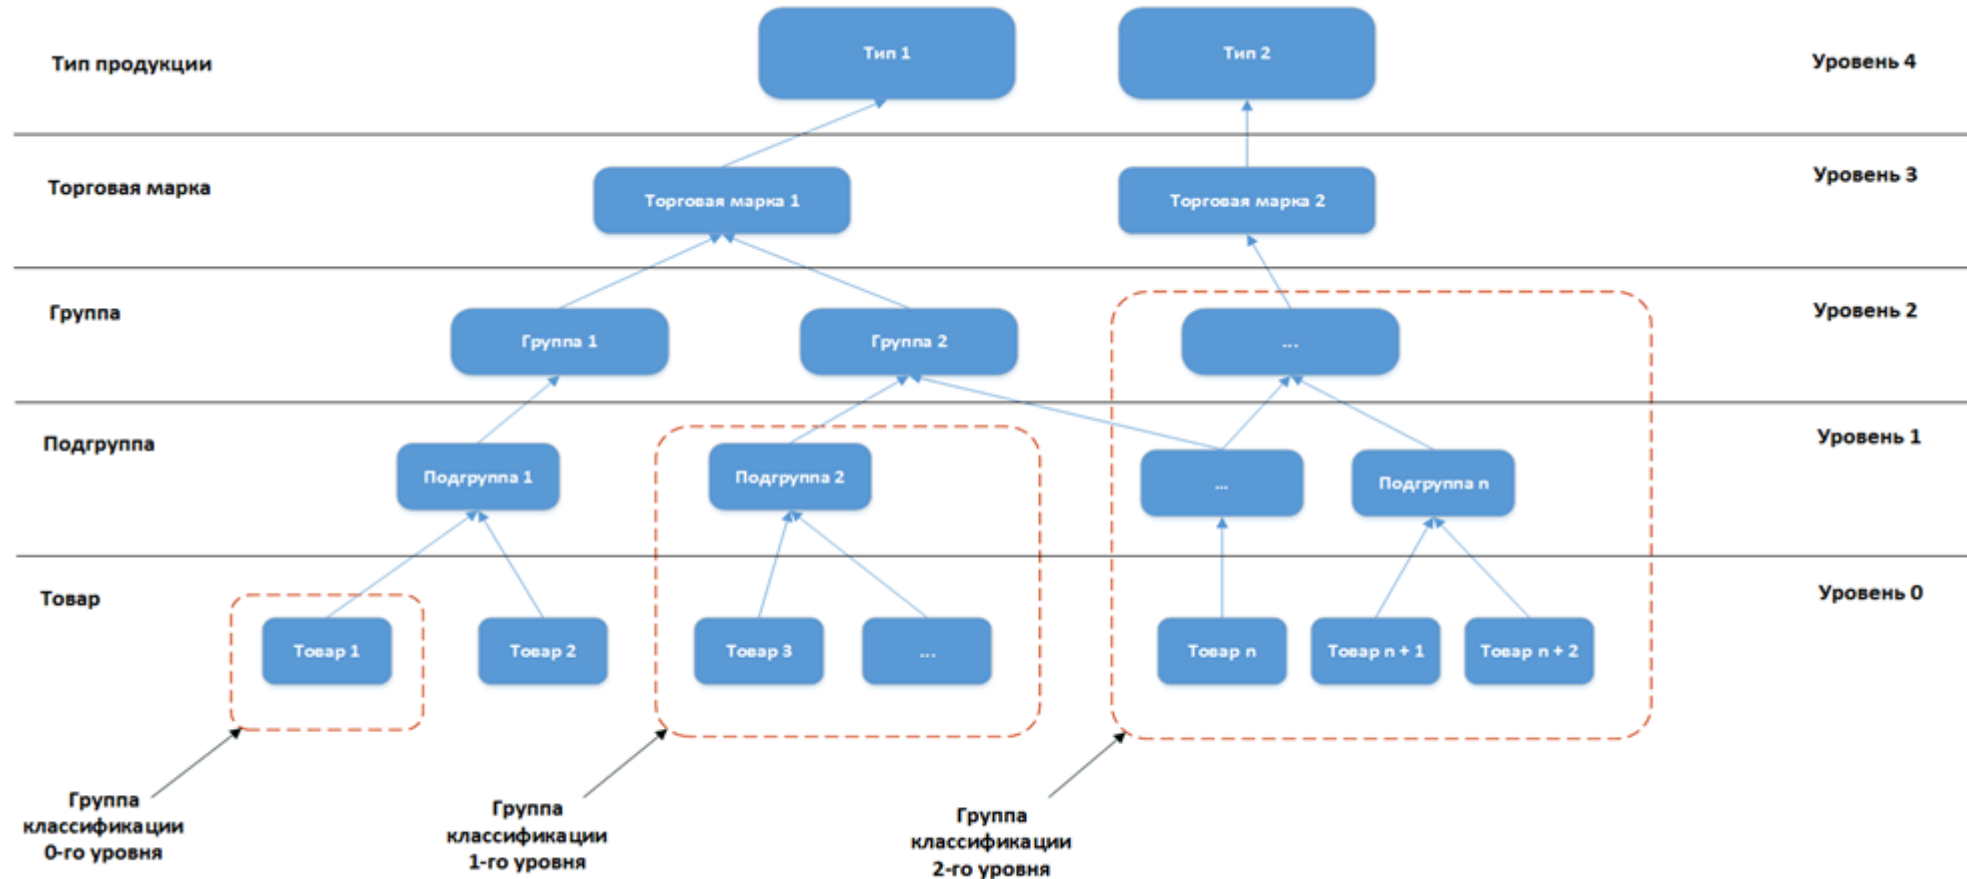 Тип продукции
Тип 1
Тип 2
Уровень 4
Торговая марка
Торговая марка 1
Торговая марка 2
Уровень 3
Группа
Группа 1
Группа 2
...
Уровень 2
Подгруппа
Подгруппа 1
Подгруппа 2
...
Подгруппа n
Уровень 1
Товар
Товар 1
Товар 2
Товар 3
...
Товар n
Товар n + 1
Товар n + 2
Уровень 0
Группа
классификации
0-го уровня
Группа
классификации
1-го уровня
Группа
классификации
2-го уровня